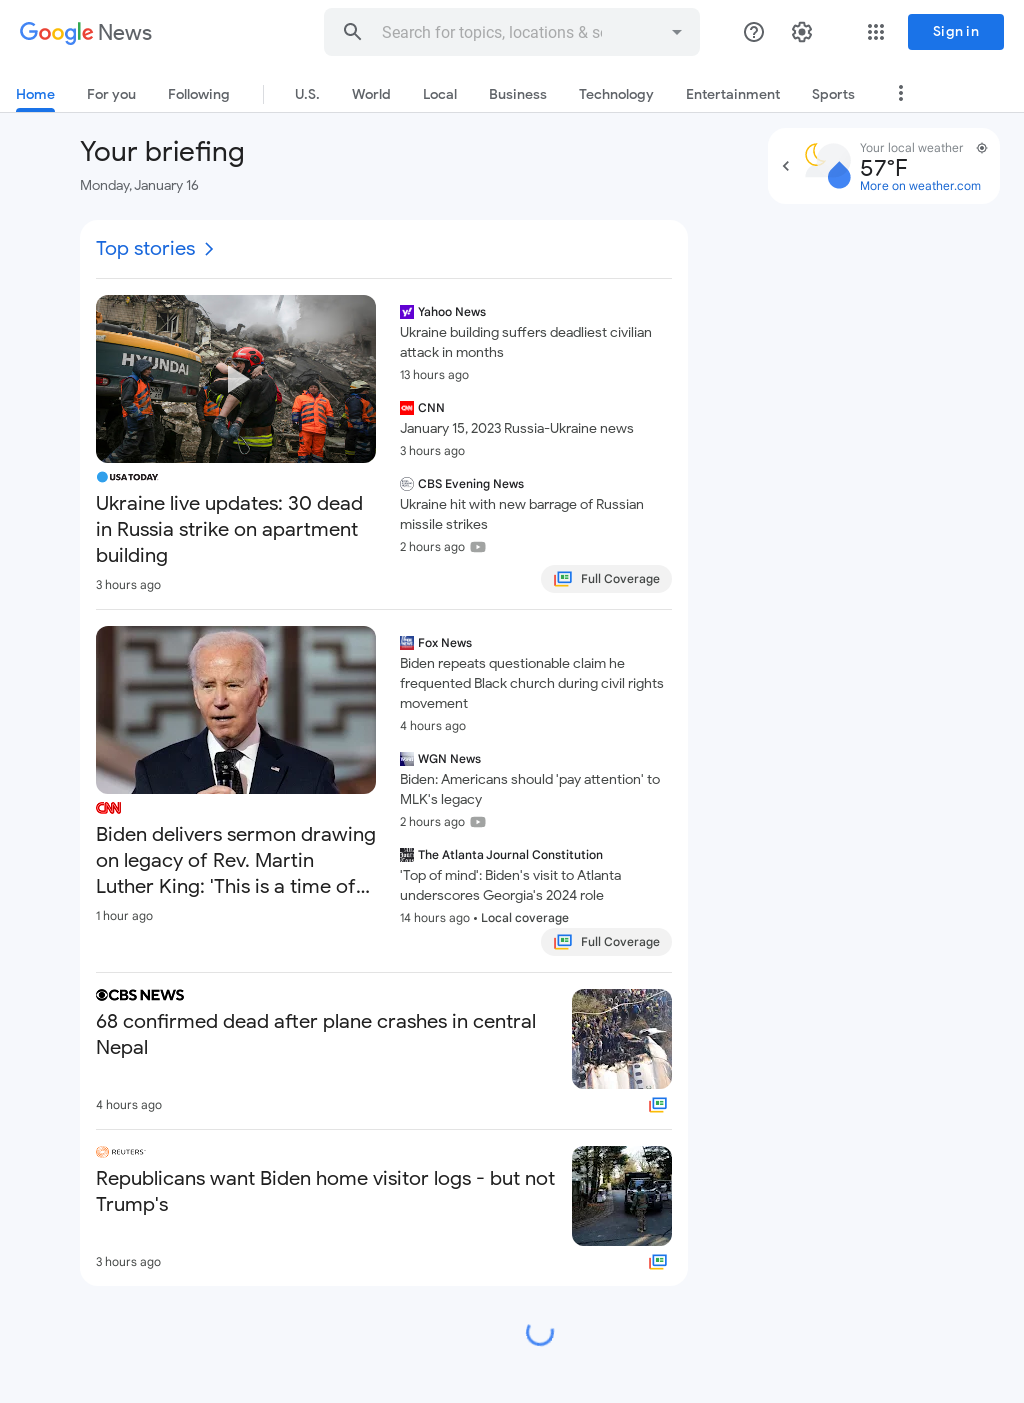 Google News
Search for topics, locations & so
Sign in
Home
For you
Following
U.S.
World
Local
Business
Technology
Entertainment
Sports
Your briefing
Monday, January 16
Your local weather
57°F
More on weather.com
Top stories
HYUNDAI
USA TODAY
Ukraine live updates: 30 dead
in Russia strike on apartment
building
3 hours ago
Yahoo News
Ukraine building suffers deadliest civilian
attack in months
13 hours ago
CNN
January 15, 2023 Russia-Ukraine news
3 hours ago
CBS Evening News
Ukraine hit with new barrage of Russian
missile strikes
2 hours ago
Full Coverage
CNN
Biden delivers sermon drawing
on legacy of Rev. Martin
Luther King: 'This is a time of...
1 hour ago
Fox News
Biden repeats questionable claim he
frequented Black church during civil rights
movement
4 hours ago
WGN News
Biden: Americans should 'pay attention' to
MLK's legacy
2 hours ago
The Atlanta Journal Constitution
'Top of mind': Biden's visit to Atlanta
underscores Georgia's 2024 role
14 hours ago • Local coverage
Full Coverage
CBS NEWS
68 confirmed dead after plane crashes in central
Nepal
4 hours ago
REUTERS
Republicans want Biden home visitor logs - but not
Trump's
3 hours ago